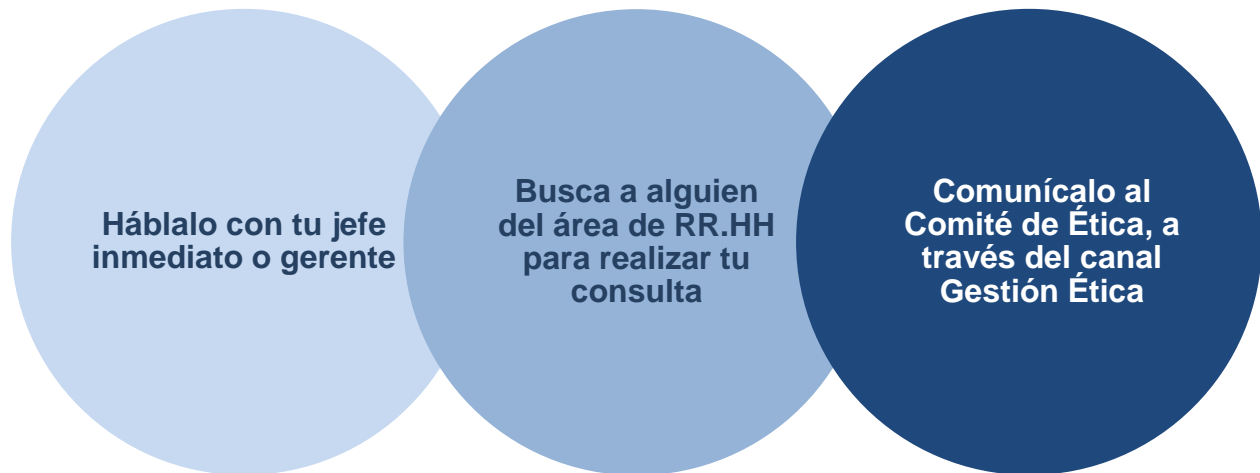 Háblalo con tu jefe
inmediato o gerente
Busca a alguien
del área de RR.HH
para realizar tu
consulta
Comunícalo al
Comité de Ética, a
través del canal
Gestión Ética